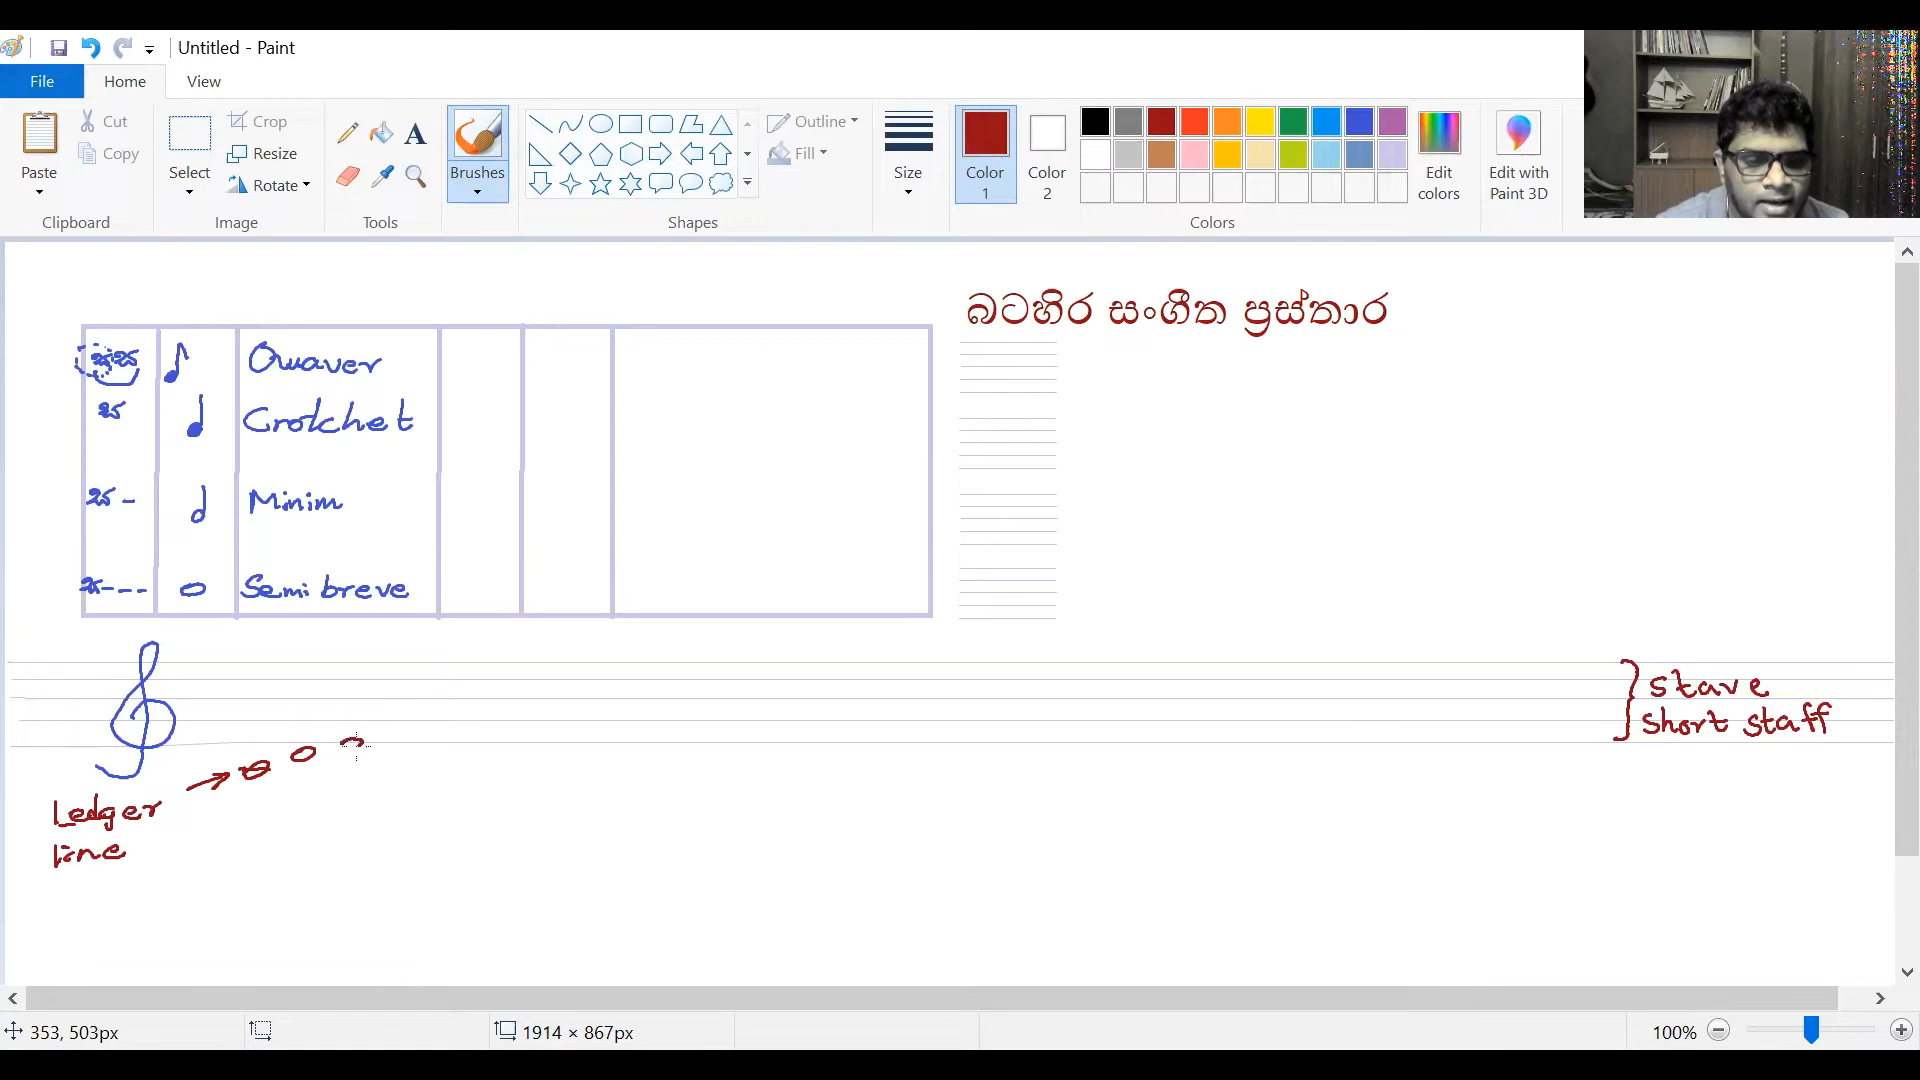 Untitled - Paint
File
Home
View
Paste
Cut
Copy
Clipboard
Select
Crop
Resize
Rotate
Image
Tools
Brushes
Shapes
Outline
Fill
Size
Color 1
Color 2
Edit colors
Edit with Paint 3D
Colors
බටහිර සංගීත ප්‍රස්තාර
Quaver
Crotchet
Minim
Semi breve
stave
short staff
Ledger
line
353, 503px
1914 × 867px
100%